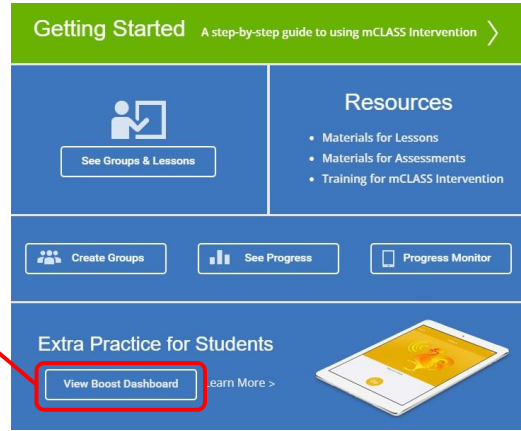 Getting Started A step-by-step guide to using mCLASS Intervention >
See Groups & Lessons
Resources
• Materials for Lessons
• Materials for Assessments
• Training for mCLASS Intervention
Create Groups See Progress Progress Monitor
Extra Practice for Students
View Boost Dashboard Learn More >